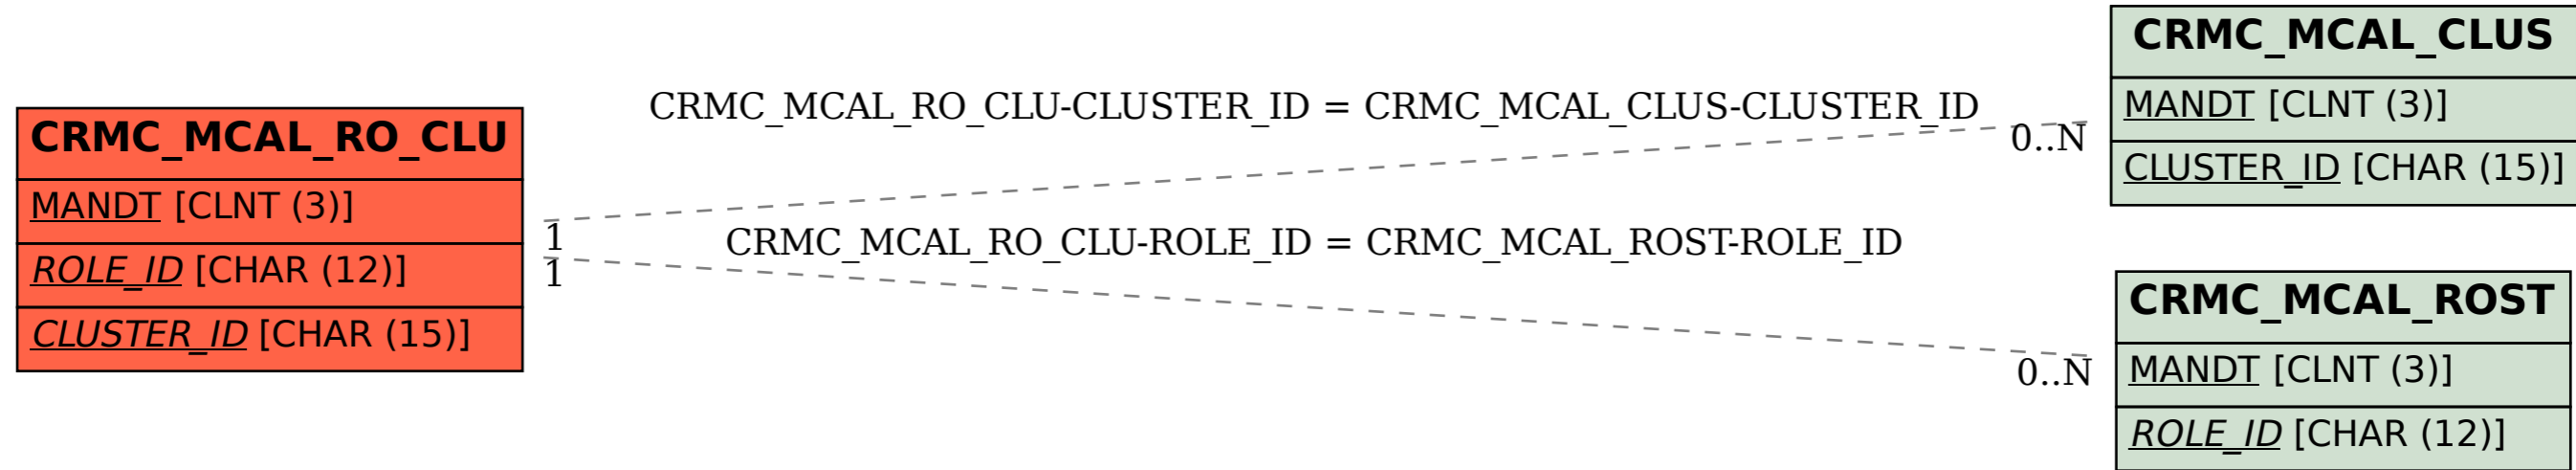 CRMC_MCAL_RO_CLU
MANDT [CLNT (3)]
ROLE_ID [CHAR (12)]
CLUSTER_ID [CHAR (15)]
CRMC_MCAL_RO_CLU-CLUSTER_ID = CRMC_MCAL_CLUS-CLUSTER_ID
0..N
1
CRMC_MCAL_RO_CLU-ROLE_ID = CRMC_MCAL_ROST-ROLE_ID
1
0..N
CRMC_MCAL_CLUS
MANDT [CLNT (3)]
CLUSTER_ID [CHAR (15)]
CRMC_MCAL_ROST
MANDT [CLNT (3)]
ROLE_ID [CHAR (12)]